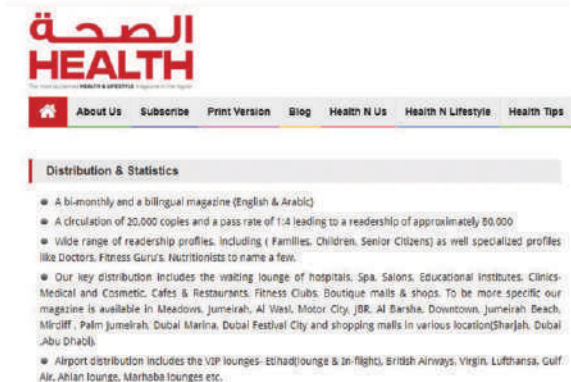 الصحة
HEALTH
The most acclaimed HEALTH & LIFESTYLE magazine in the region
About Us Subscribe Print Version Blog Health N Us Health N Lifestyle Health Tips
Distribution & Statistics
A bi-monthly and a bilingual magazine (English & Arabic)
A circulation of 20,000 copies and a pass rate of 1:4 leading to a readership of approximately 80,000
Wide range of readership profiles, including ( Families, Children, Senior Citizens) as well specialized profiles
like Doctors, Fitness Guru's, Nutritionists to name a few.
Our key distribution includes the waiting lounge of hospitals, Spa, Salons, Educational Institutes, Clinics-
Medical and Cosmetic, Cafes & Restaurants, Fitness Clubs, Boutique malls & shops. To be more specific our
magazine is available in Meadows, Jumeirah, Al Wasl, Motor City, JBR, Al Barsha, Downtown, Jumeirah Beach,
Mirdiff , Palm Jumeirah, Dubai Marina, Dubai Festival City and shopping malls in various location(Sharjah, Dubai
,Abu Dhabi).
Airport distribution includes the VIP lounges- Etihad(lounge & In-flight), British Airways, Virgin, Lufthansa, Gulf
Air, Ahlan lounge, Marhaba lounges etc.